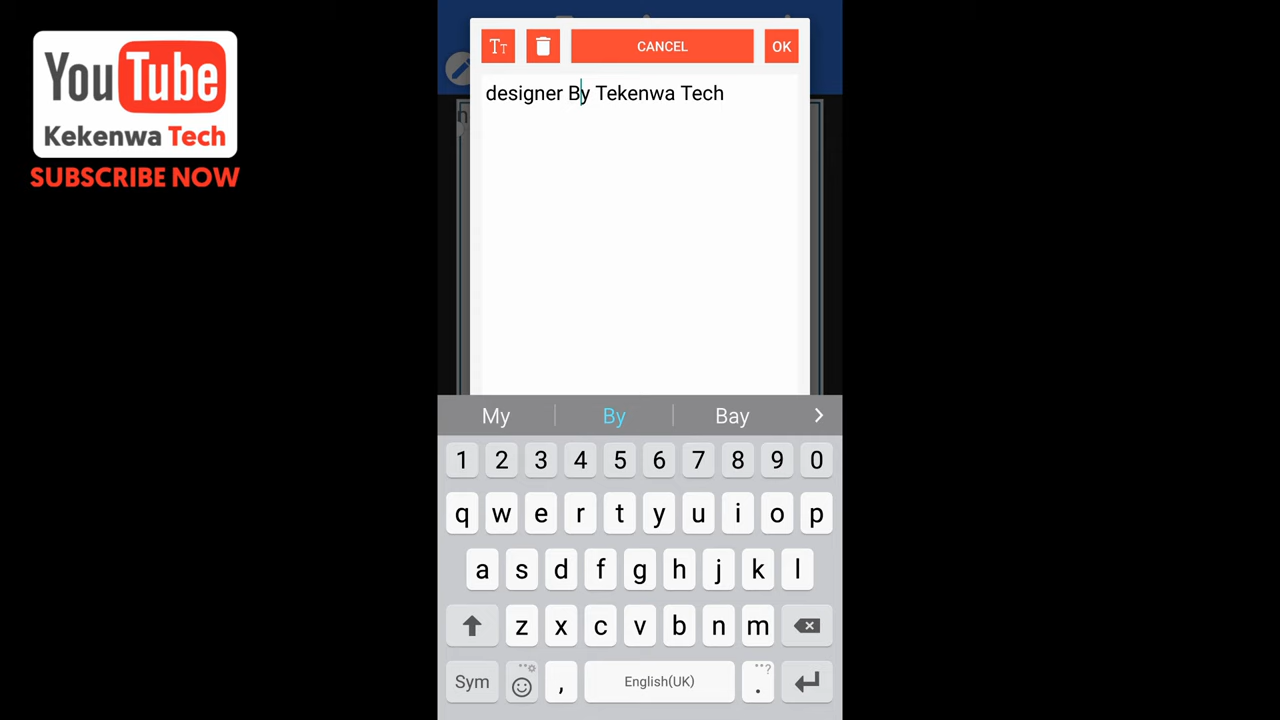 YouTube
Kekenwa Tech
SUBSCRIBE NOW
Tт CANCEL OK
designer By Tekenwa Tech
n
My By Bay
1 2 3 4 5 6 7 8 9 0
q w e r t y u i o p
a s d f g h j k l
z x c v b n m
Sym , English(UK) . ?